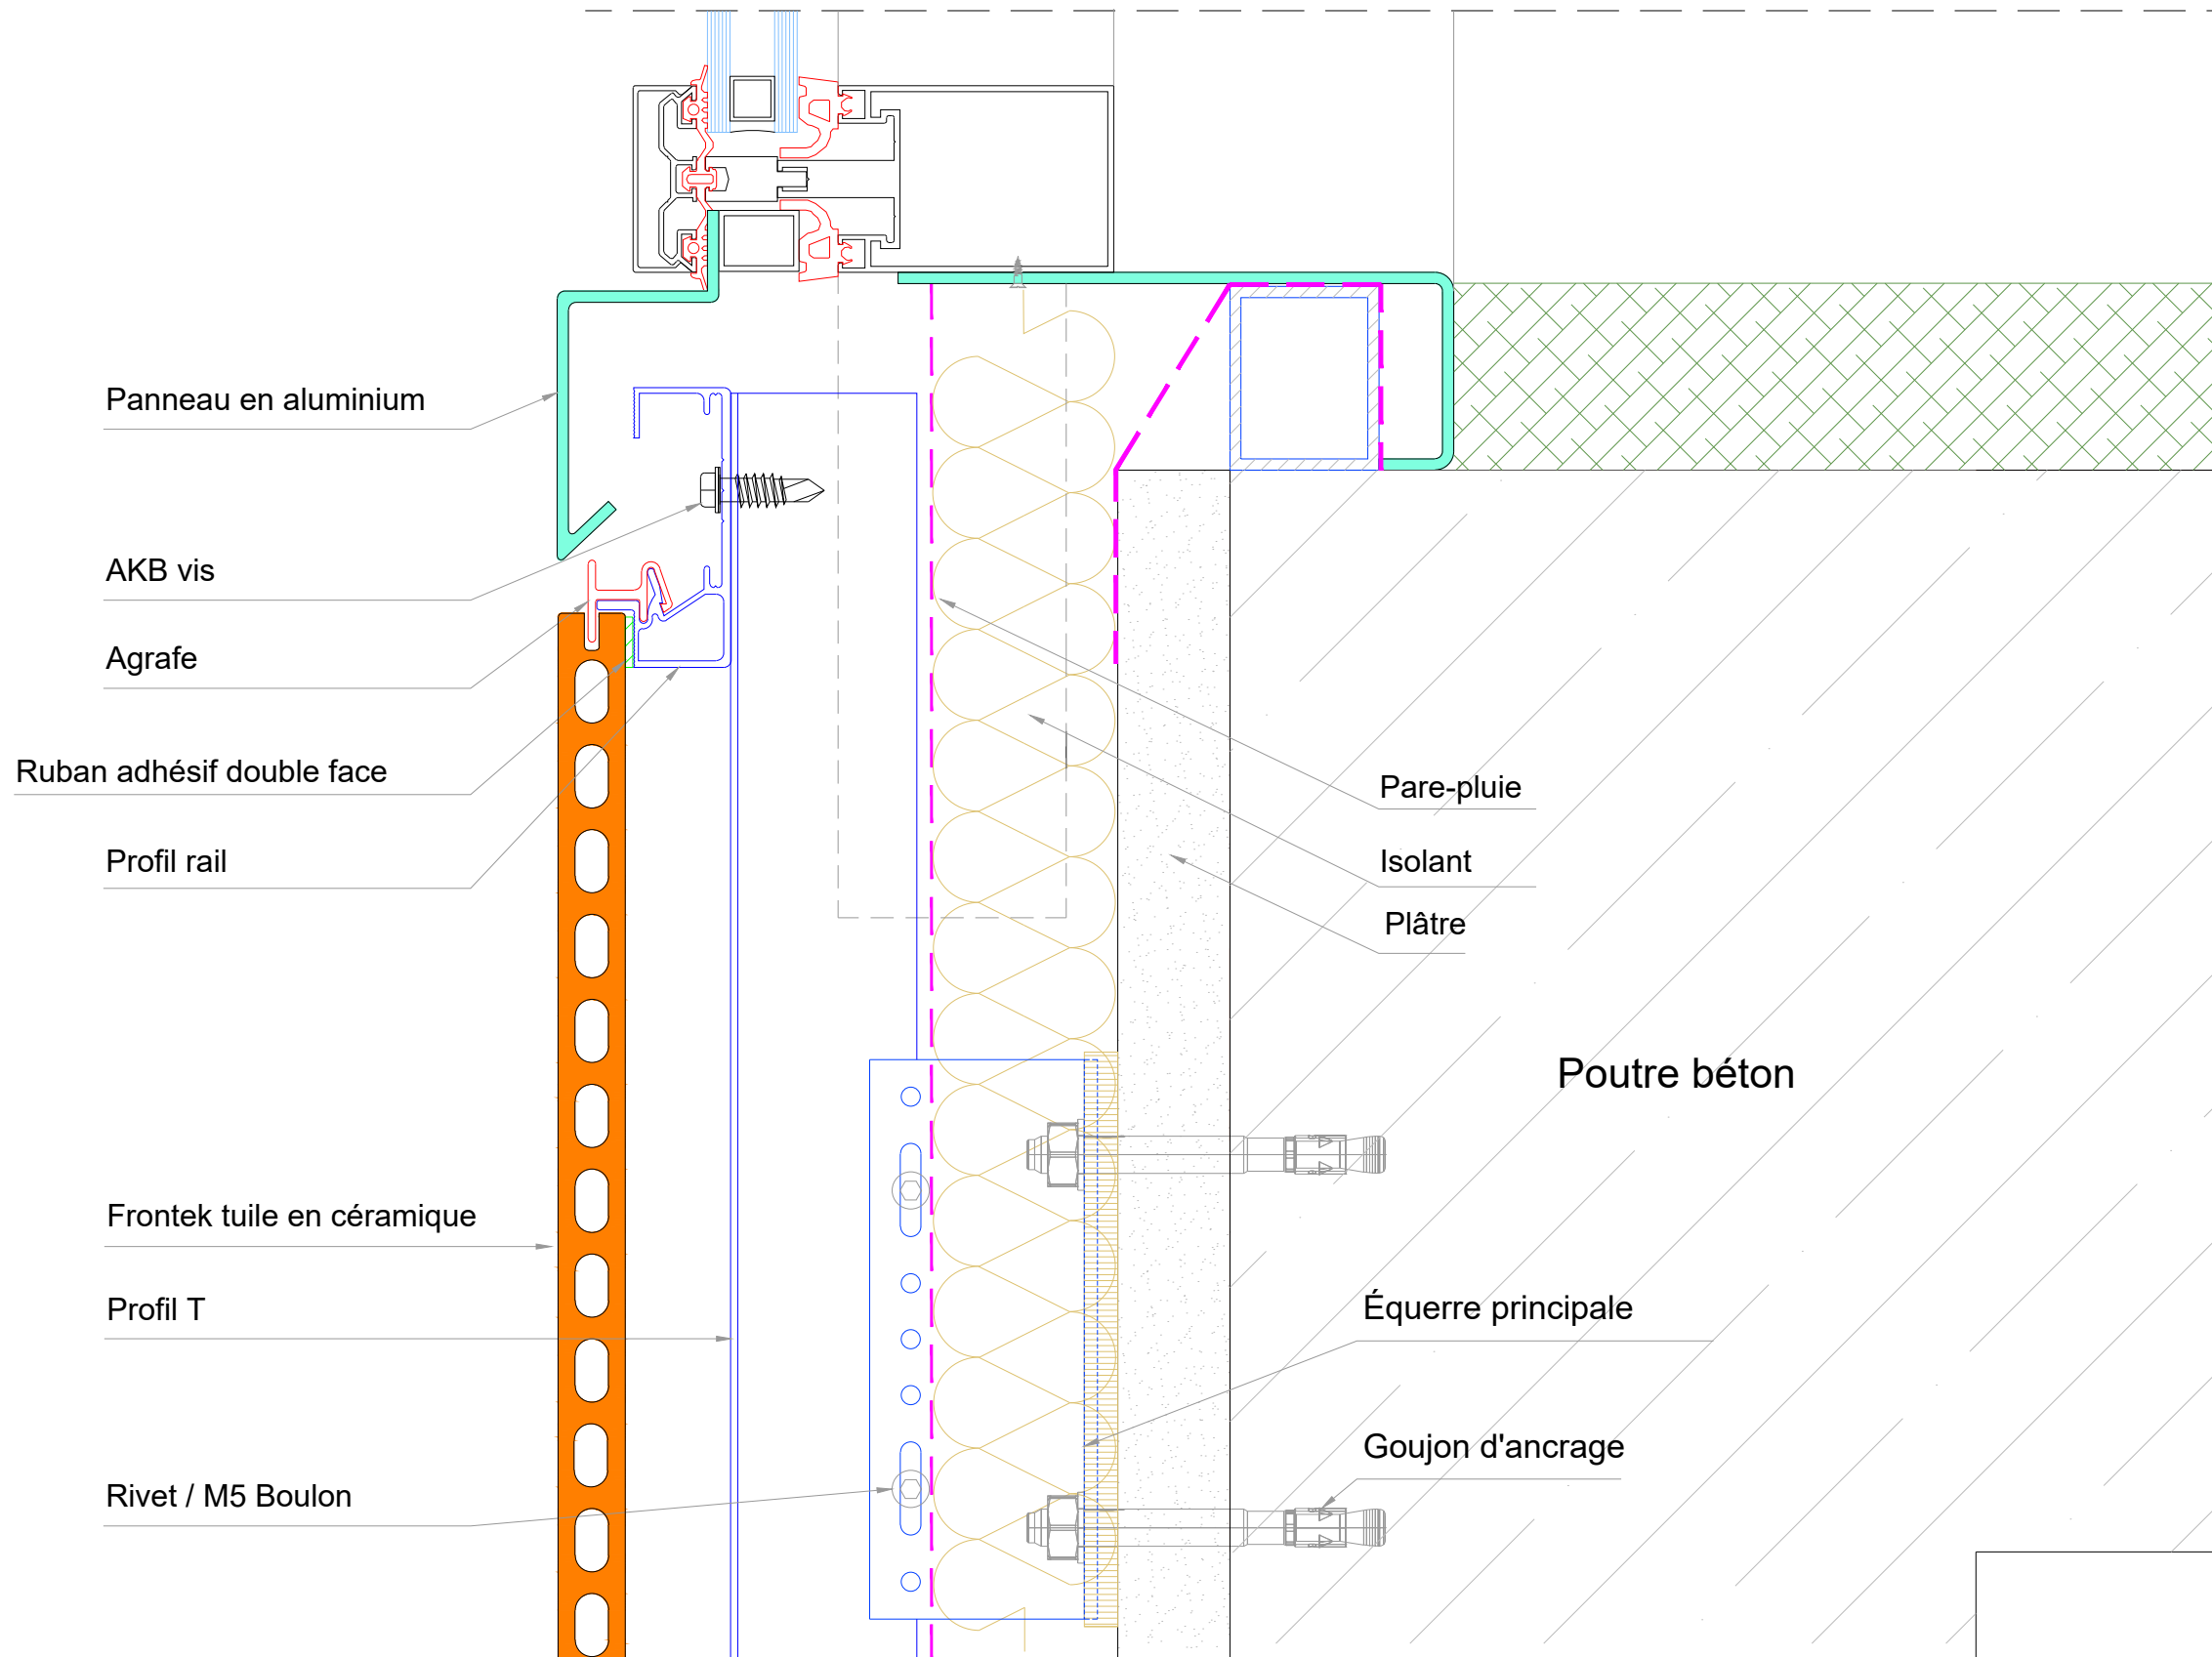 Panneau en aluminium
AKB vis
Agrafe
Ruban adhésif double face
Profil rail
Frontek tuile en céramique
Profil T
Rivet / M5 Boulon
Pare-pluie
Isolant
Plâtre
Poutre béton
Équerre principale
Goujon d'ancrage